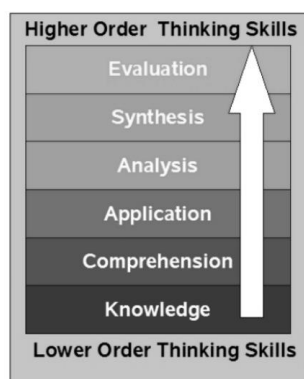 Higher Order Thinking Skills
Evaluation
Synthesis
Analysis
Application
Comprehension
Knowledge
Lower Order Thinking Skills